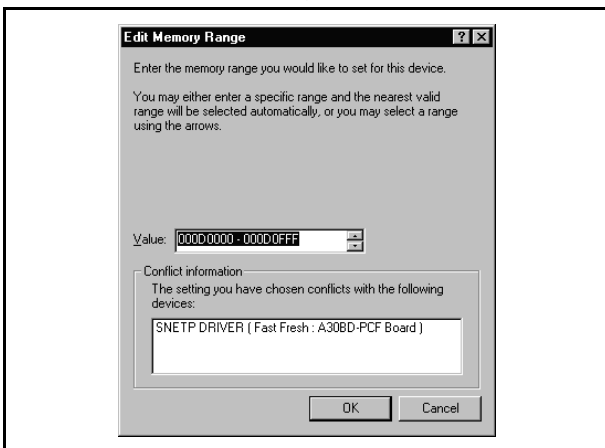 Edit Memory Range
Enter the memory range you would like to set for this device.
You may either enter a specific range and the nearest valid
range will be selected automatically, or you may select a range
using the arrows.
Value: 000D0000 - 000D0FFF
Conflict information
The setting you have chosen conflicts with the following
devices:
SNETP DRIVER ( Fast Fresh : A30BD-PCF Board )
OK Cancel